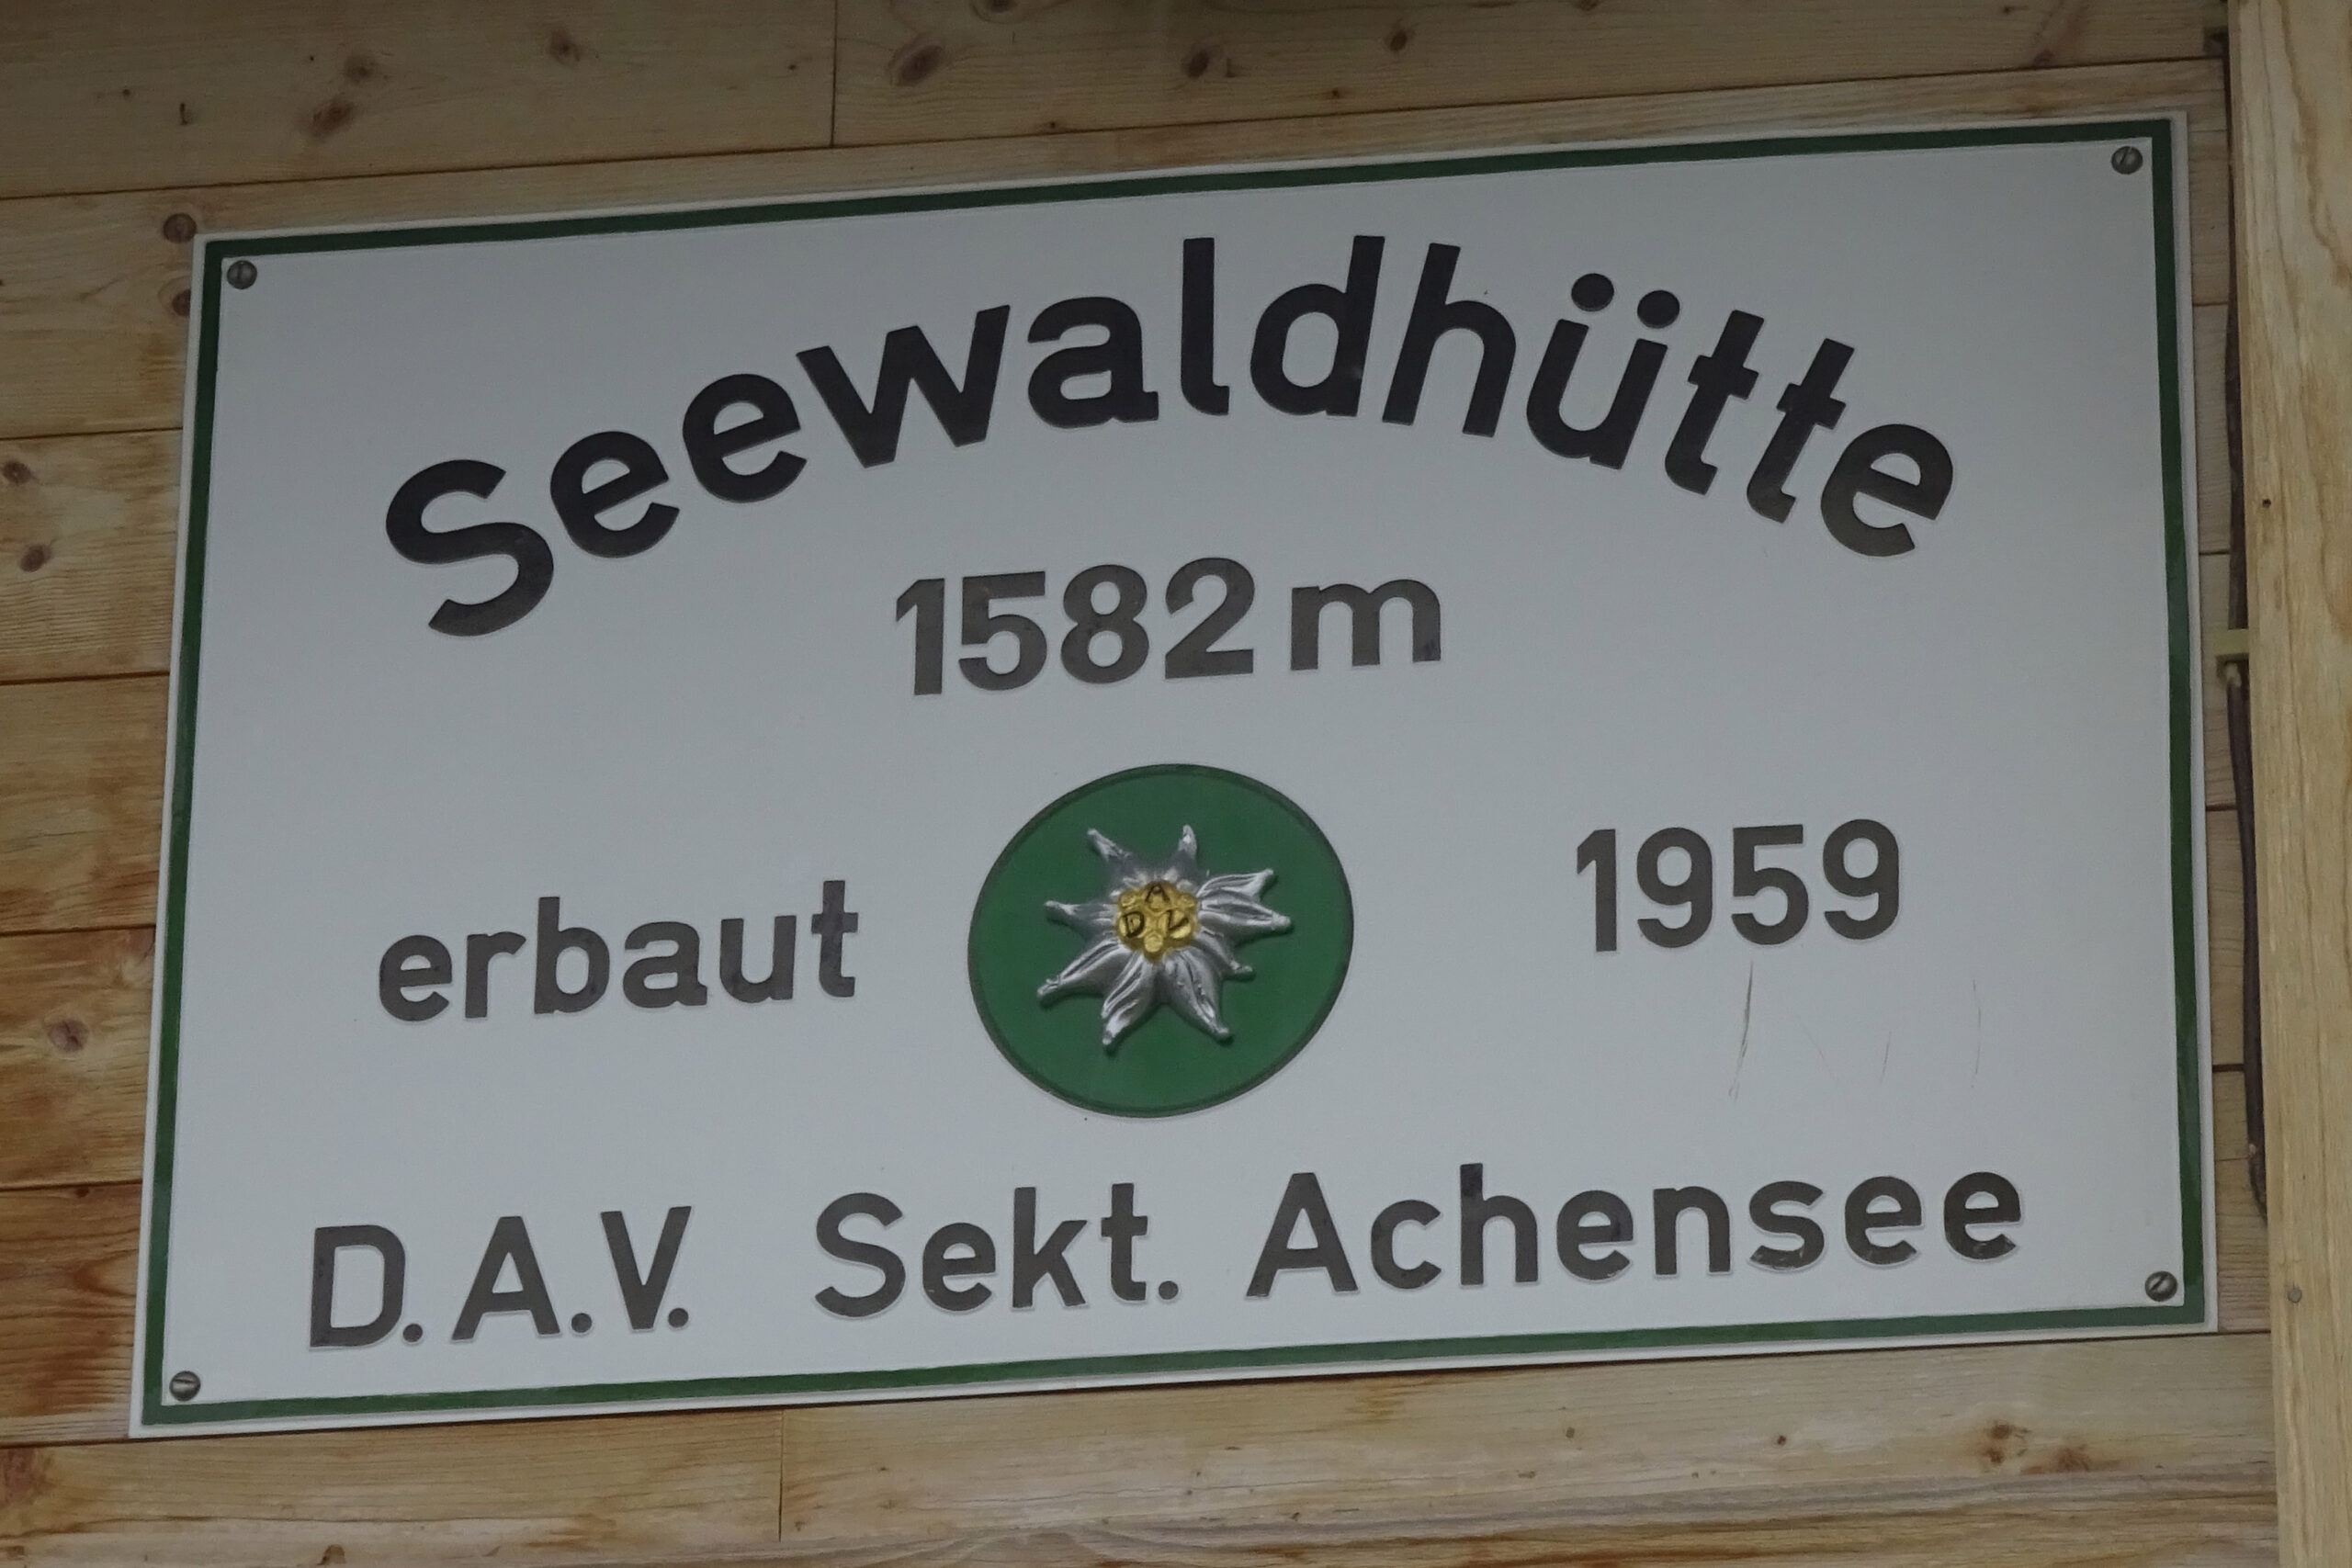 Seewaldhütte
1582 m
erbaut 1959
A
D V
D.A.V. Sekt. Achensee